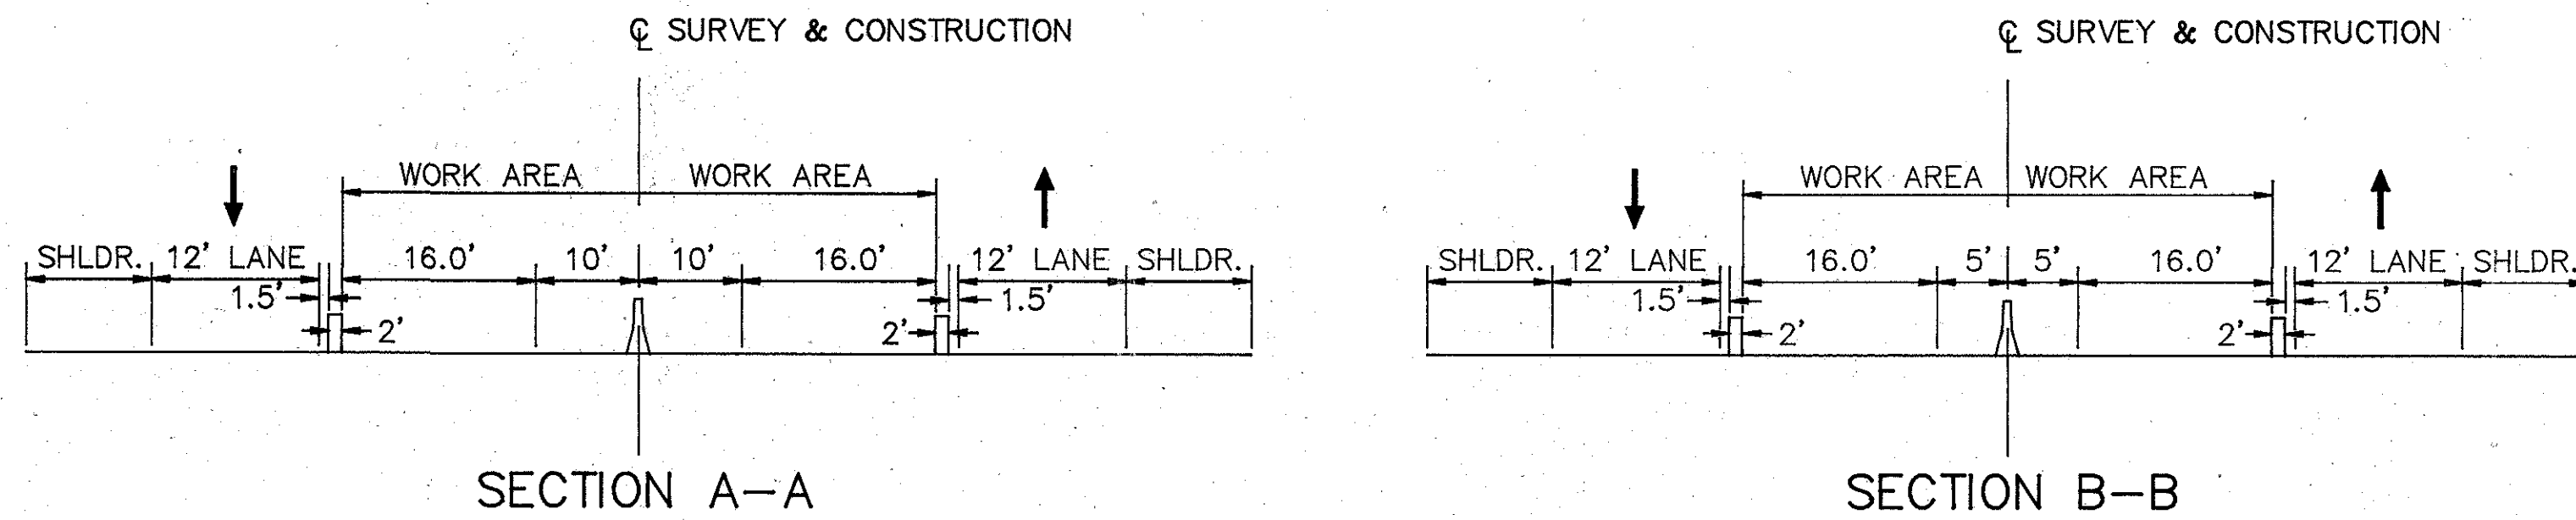 ℄ SURVEY & CONSTRUCTION
WORK AREA WORK AREA
SHLDR. 12' LANE 16.0' 10' 10' 16.0' 12' LANE SHLDR.
1.5' 1.5'
2' 2'
SECTION A-A
℄ SURVEY & CONSTRUCTION
WORK AREA WORK AREA
SHLDR. 12' LANE 16.0' 5' 5' 16.0' 12' LANE SHLDR.
1.5' 1.5'
2' 2'
SECTION B-B